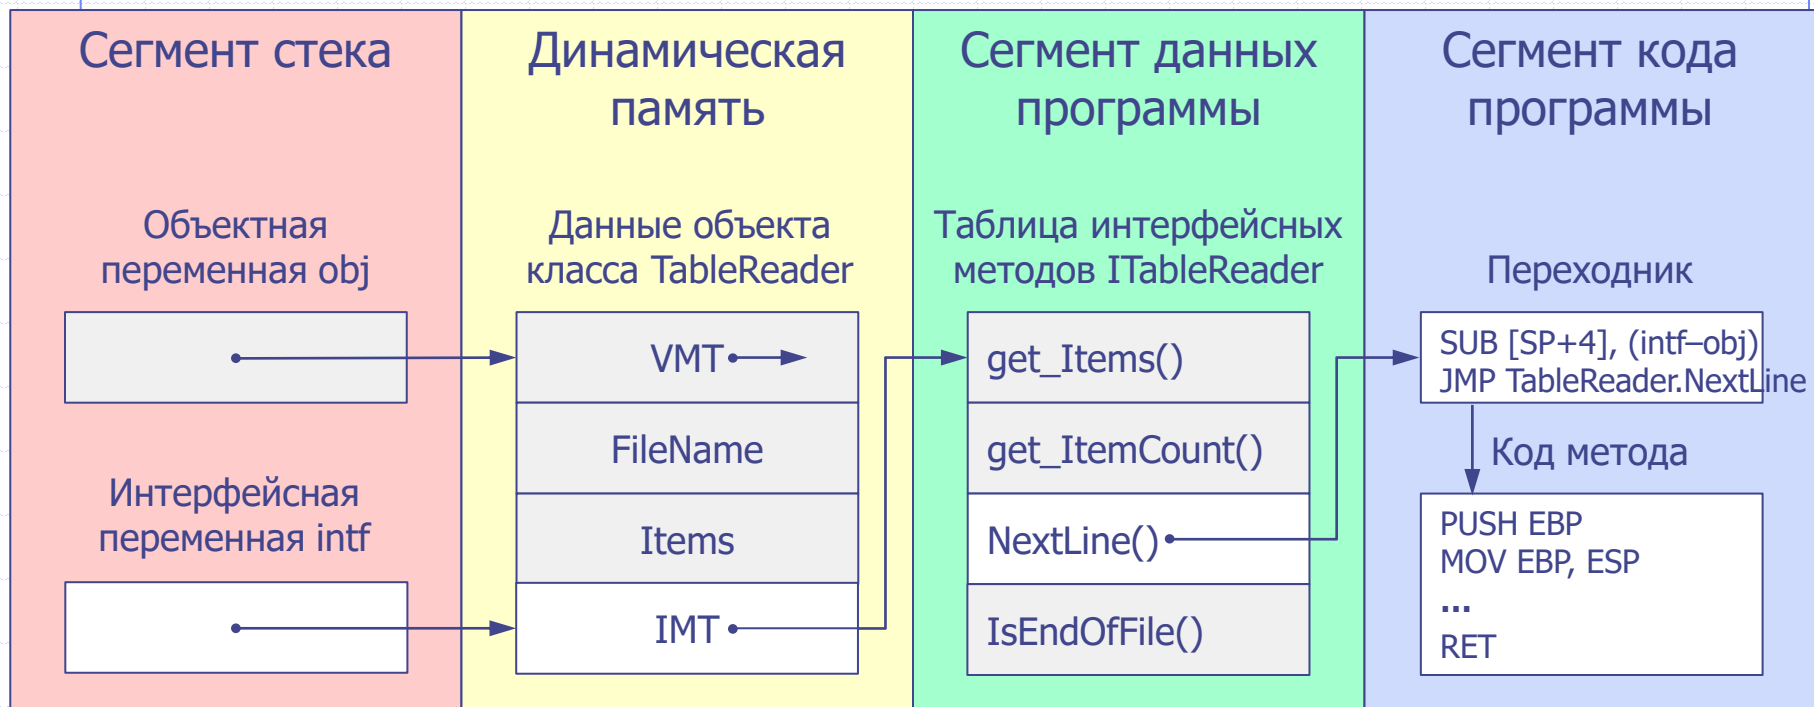 Сегмент стека
Объектная
переменная obj
Интерфейсная
переменная intf
Динамическая
память
Данные объекта
класса TableReader
VMT
FileName
Items
IMT
Сегмент данных
программы
Таблица интерфейсных
методов ITableReader
get_Items()
get_ItemCount()
NextLine()
IsEndOfFile()
Сегмент кода
программы
Переходник
SUB [SP+4], (intf–obj)
JMP TableReader.NextLine
Код метода
PUSH EBP
MOV EBP, ESP
...
RET